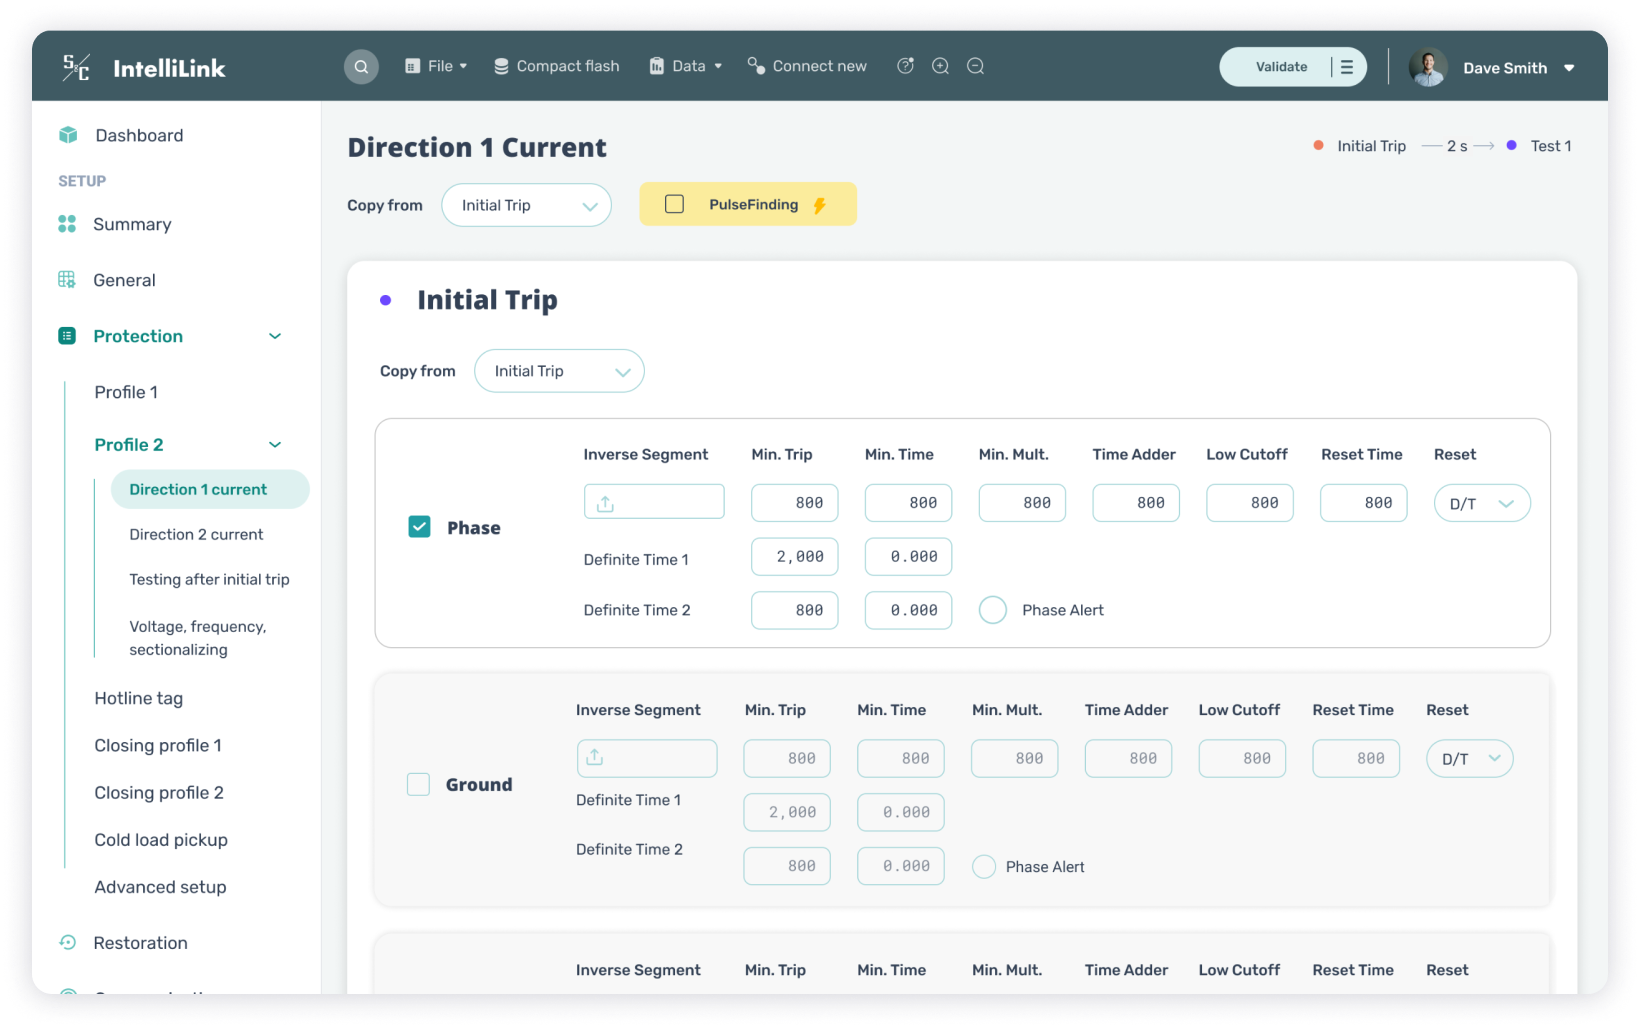 S&C IntelliLink
File
Compact flash
Data
Connect new
Validate
Dave Smith
Dashboard
SETUP
Summary
General
Protection
Profile 1
Profile 2
Direction 1 current
Direction 2 current
Testing after initial trip
Voltage, frequency,
sectionalizing
Hotline tag
Closing profile 1
Closing profile 2
Cold load pickup
Advanced setup
Restoration
Direction 1 Current
Initial Trip 2 s Test 1
Copy from Initial Trip PulseFinding
Initial Trip
Copy from Initial Trip
Inverse Segment Min. Trip Min. Time Min. Mult. Time Adder Low Cutoff Reset Time Reset
800 800 800 800 800 800 D/T
Phase
Definite Time 1 2,000 0.000
Definite Time 2 800 0.000 Phase Alert
Inverse Segment Min. Trip Min. Time Min. Mult. Time Adder Low Cutoff Reset Time Reset
800 800 800 800 800 800 D/T
Ground
Definite Time 1 2,000 0.000
Definite Time 2 800 0.000 Phase Alert
Inverse Segment Min. Trip Min. Time Min. Mult. Time Adder Low Cutoff Reset Time Reset